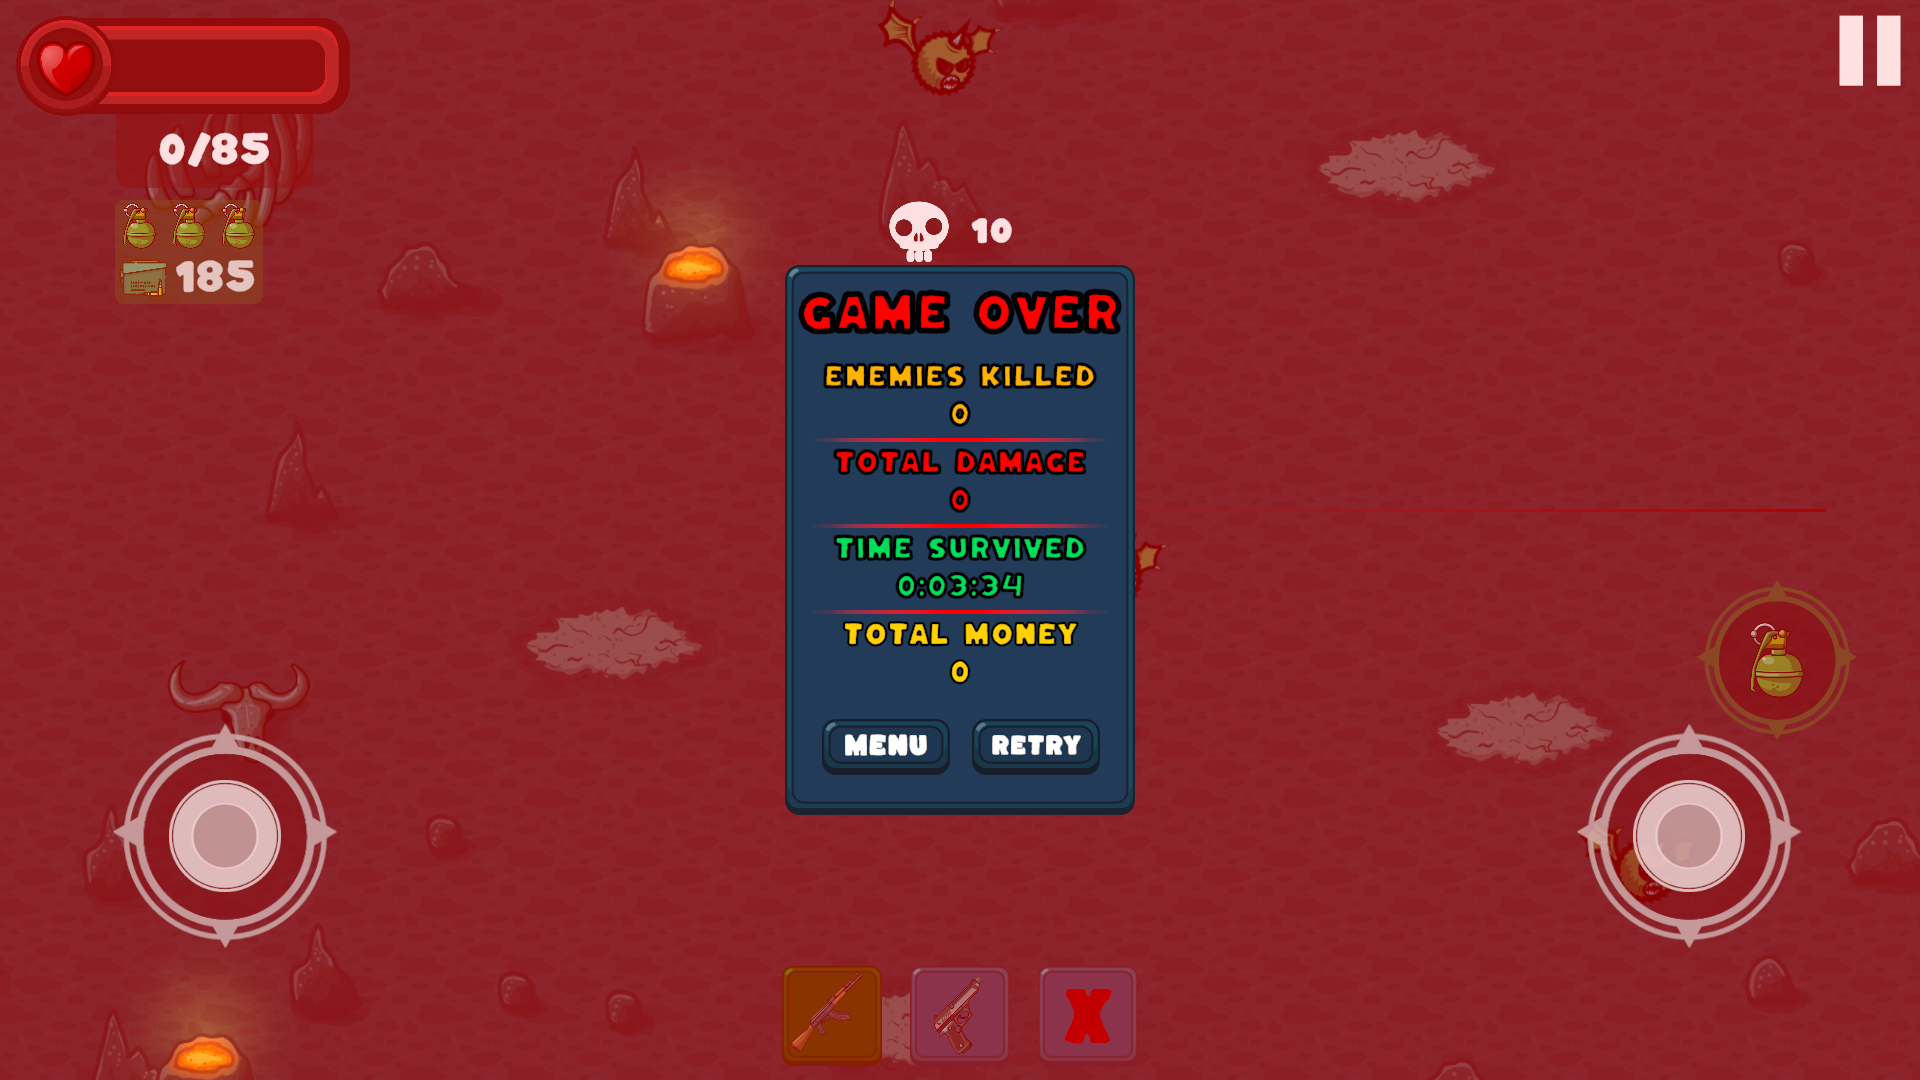 0/85
185
10
GAME OVER
ENEMIES KILLED
0
TOTAL DAMAGE
0
TIME SURVIVED
0:03:34
TOTAL MONEY
0
MENU
RETRY
X